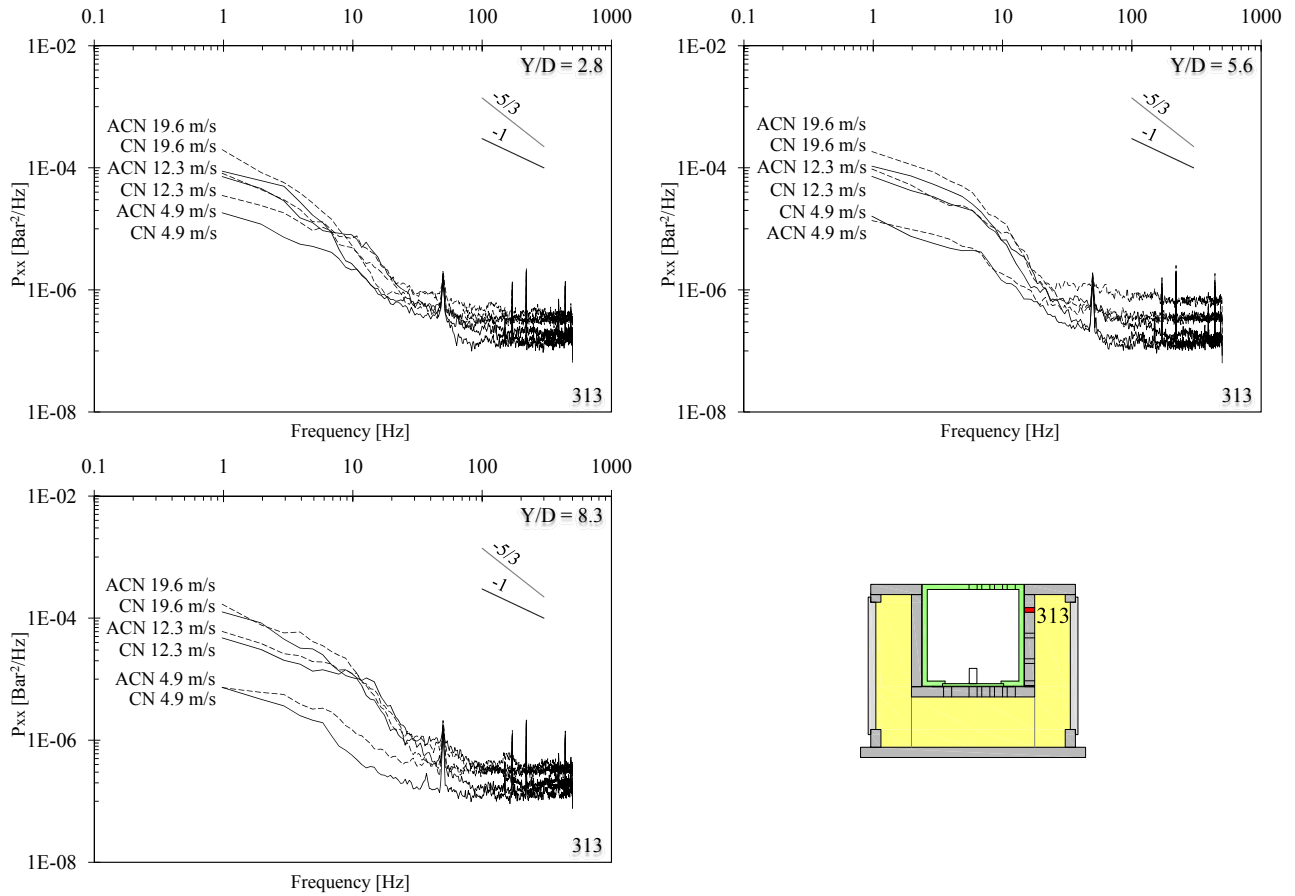 0.1 1 10 100 1000
1E-02
Y/D = 2.8
-5/3
-1
ACN 19.6 m/s
CN 19.6 m/s
1E-04
ACN 12.3 m/s
CN 12.3 m/s
ACN 4.9 m/s
CN 4.9 m/s
Pxx [Bar²/Hz]
1E-06
1E-08
313
Frequency [Hz]
0.1 1 10 100 1000
1E-02
Y/D = 5.6
-5/3
-1
ACN 19.6 m/s
CN 19.6 m/s
1E-04
ACN 12.3 m/s
CN 12.3 m/s
CN 4.9 m/s
ACN 4.9 m/s
Pxx [Bar²/Hz]
1E-06
1E-08
313
Frequency [Hz]
0.1 1 10 100 1000
1E-02
Y/D = 8.3
-5/3
-1
ACN 19.6 m/s
CN 19.6 m/s
1E-04
ACN 12.3 m/s
CN 12.3 m/s
ACN 4.9 m/s
CN 4.9 m/s
Pxx [Bar²/Hz]
1E-06
1E-08
313
Frequency [Hz]
313